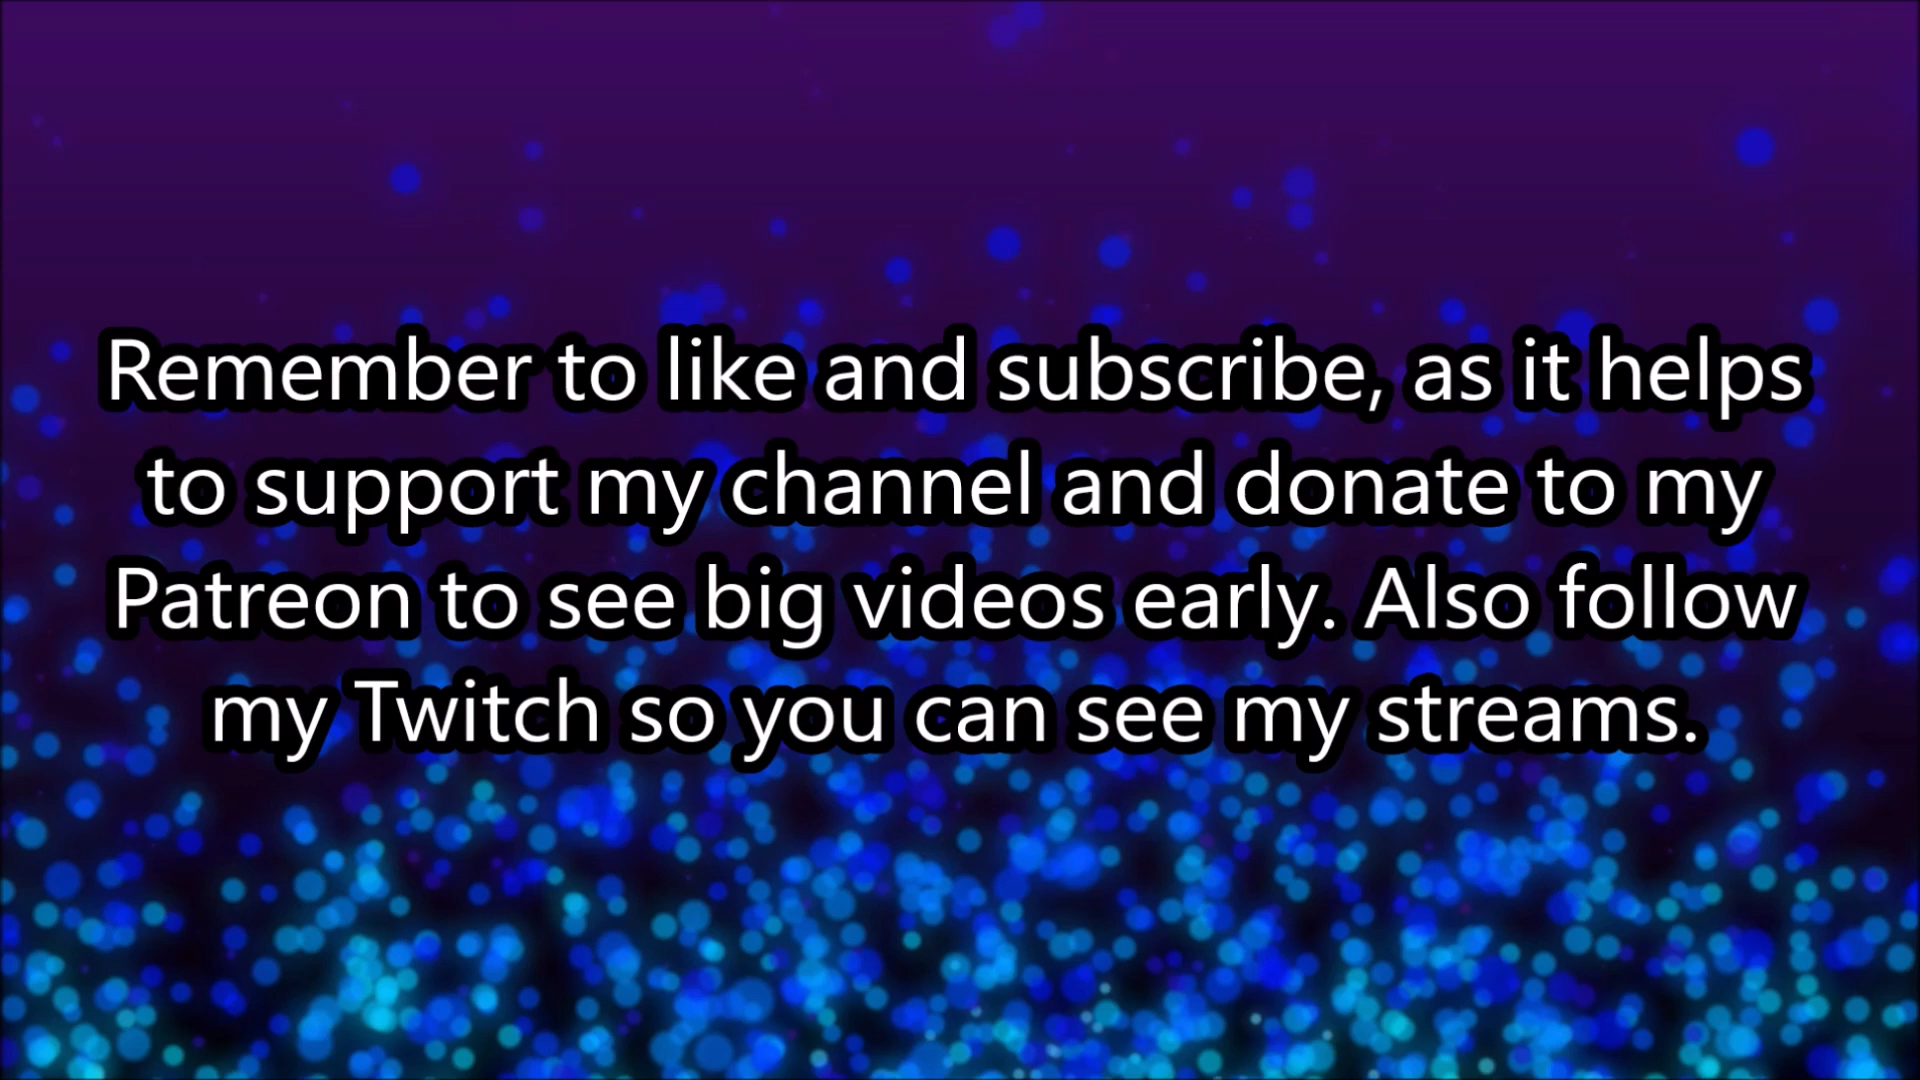 Remember to like and subscribe, as it helps
to support my channel and donate to my
Patreon to see big videos early. Also follow
my Twitch so you can see my streams.